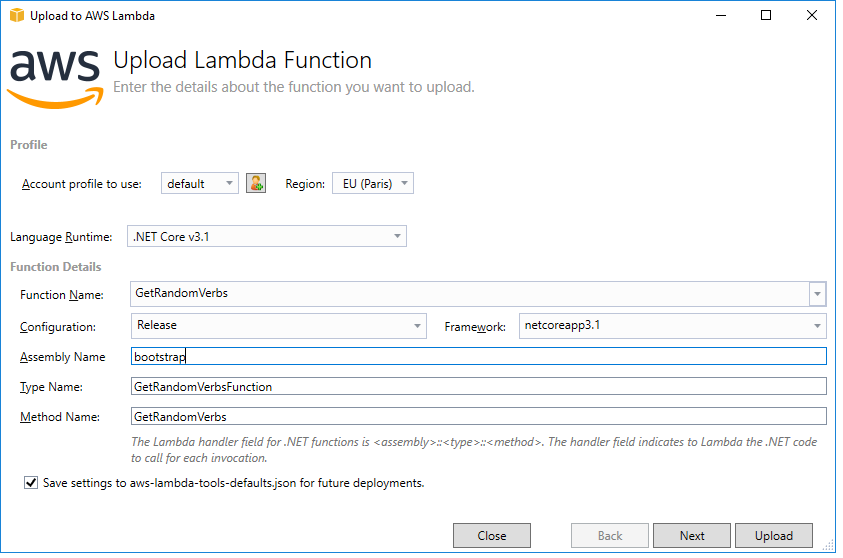 Upload to AWS Lambda
aws
Upload Lambda Function
Enter the details about the function you want to upload.
Profile
Account profile to use: default Region: EU (Paris)
Language Runtime: .NET Core v3.1
Function Details
Function Name: GetRandomVerbs
Configuration: Release Framework: netcoreapp3.1
Assembly Name bootstrap
Type Name: GetRandomVerbsFunction
Method Name: GetRandomVerbs
The Lambda handler field for .NET functions is <assembly>::<type>::<method>. The handler field indicates to Lambda the .NET code
to call for each invocation.
Save settings to aws-lambda-tools-defaults.json for future deployments.
Close Back Next Upload